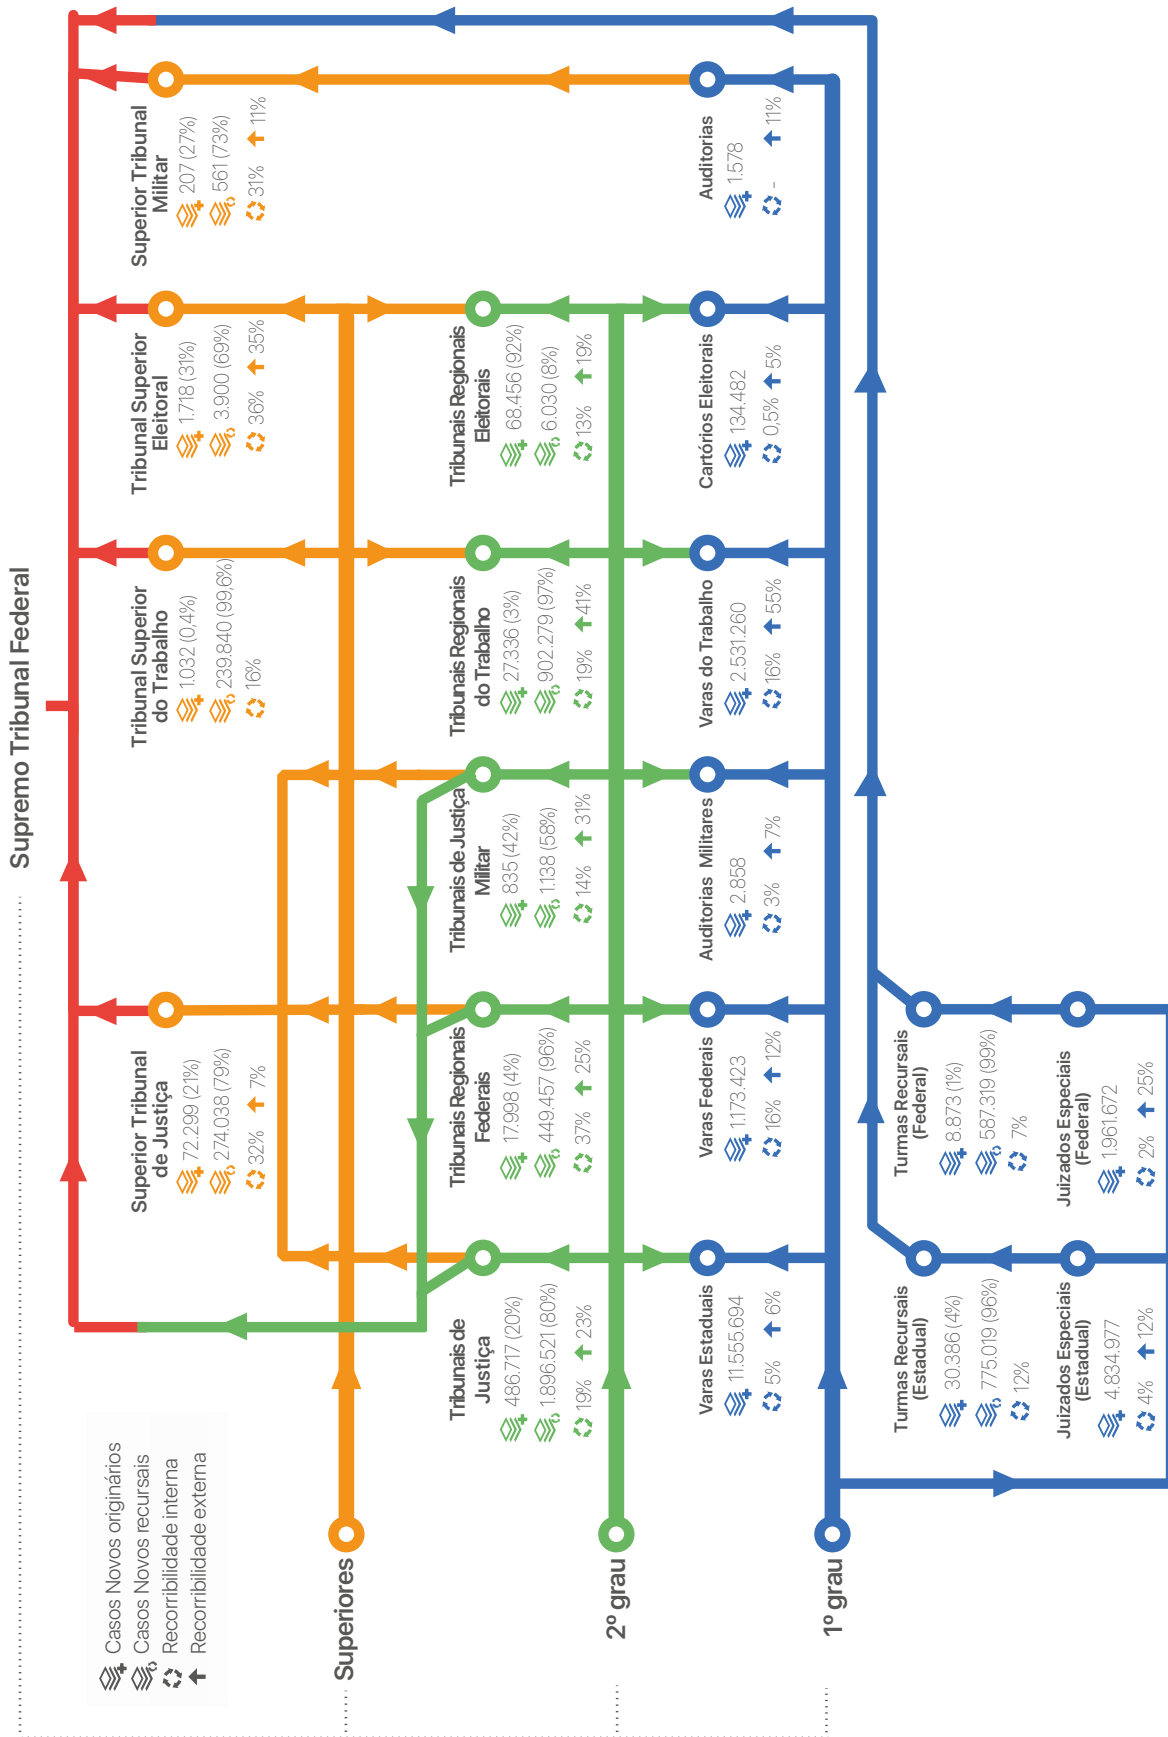 Supremo Tribunal Federal
Casos Novos originários
Casos Novos recursais
Recorribilidade interna
Recorribilidade externa
Superiores
Superior Tribunal
de Justiça
72.299 (21%)
274.038 (79%)
32% 7%
Tribunal Superior
do Trabalho
1.032 (0,4%)
239.840 (99,6%)
16%
Tribunal Superior
Eleitoral
1.718 (31%)
3.900 (69%)
36% 35%
Superior Tribunal
Militar
207 (27%)
561 (73%)
31% 11%
2º grau
Tribunais de
Justiça
486.717 (20%)
1.896.521 (80%)
19% 23%
Tribunais Regionais
Federais
17.998 (4%)
449.457 (96%)
37% 25%
Tribunais de Justiça
Militar
835 (42%)
1.138 (58%)
14% 31%
Tribunais Regionais
do Trabalho
27.336 (3%)
902.279 (97%)
19% 41%
Tribunais Regionais
Eleitorais
68.456 (92%)
6.030 (8%)
13% 19%
1º grau
Varas Estaduais
11.555.694
5% 6%
Varas Federais
1.173.423
16% 12%
Auditorias Militares
2.858
3% 7%
Varas do Trabalho
2.531.260
16% 55%
Cartórios Eleitorais
134.482
0,5% 5%
Auditorias
1.578
- 11%
Turmas Recursais
(Estadual)
30.386 (4%)
775.019 (96%)
12%
Turmas Recursais
(Federal)
8.873 (1%)
587.319 (99%)
7%
Juizados Especiais
(Estadual)
4.834.977
4% 12%
Juizados Especiais
(Federal)
1.961.672
2% 25%